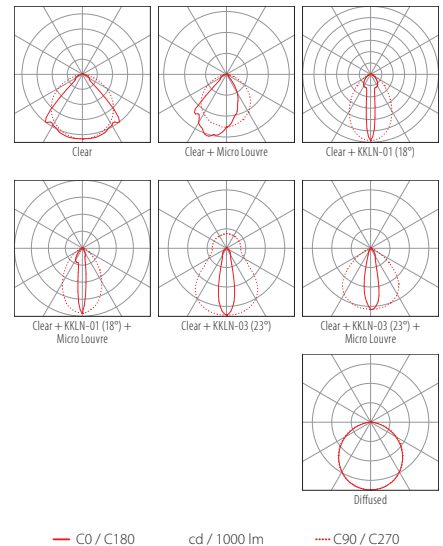 Clear
Clear + Micro Louvre
Clear + KKLN-01 (18°)
Clear + KKLN-01 (18°) +
Micro Louvre
Clear + KKLN-03 (23°)
Clear + KKLN-03 (23°) +
Micro Louvre
Diffused
C0 / C180
cd / 1000 lm
C90 / C270